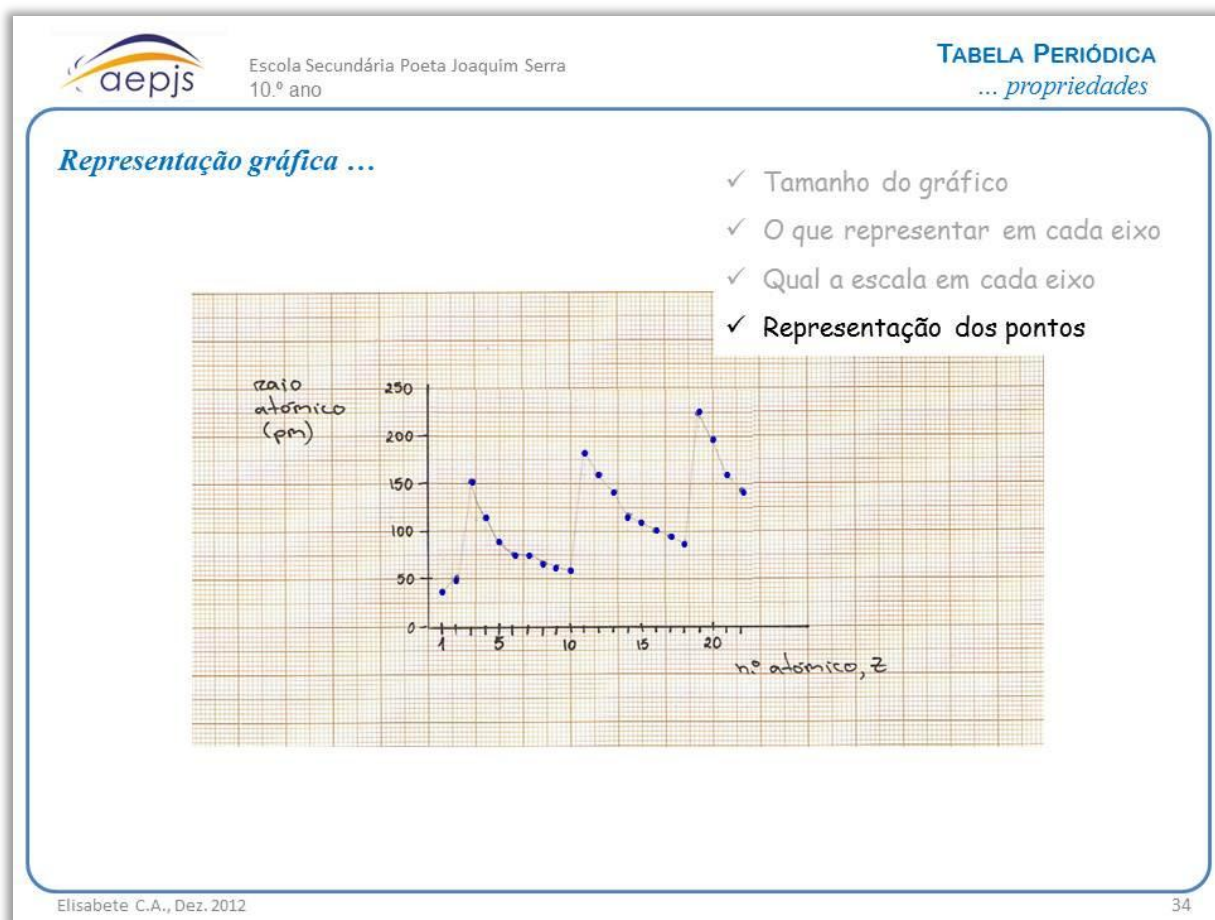 aepjs
Escola Secundária Poeta Joaquim Serra
10.º ano
TABELA PERIÓDICA
... propriedades
Representação gráfica ...
✓ Tamanho do gráfico
✓ O que representar em cada eixo
✓ Qual a escala em cada eixo
✓ Representação dos pontos
raio
atómico
(pm)
250
200
150
100
50
0
1 5 10 15 20
n.º atómico, Z
Elisabete C.A., Dez. 2012
34